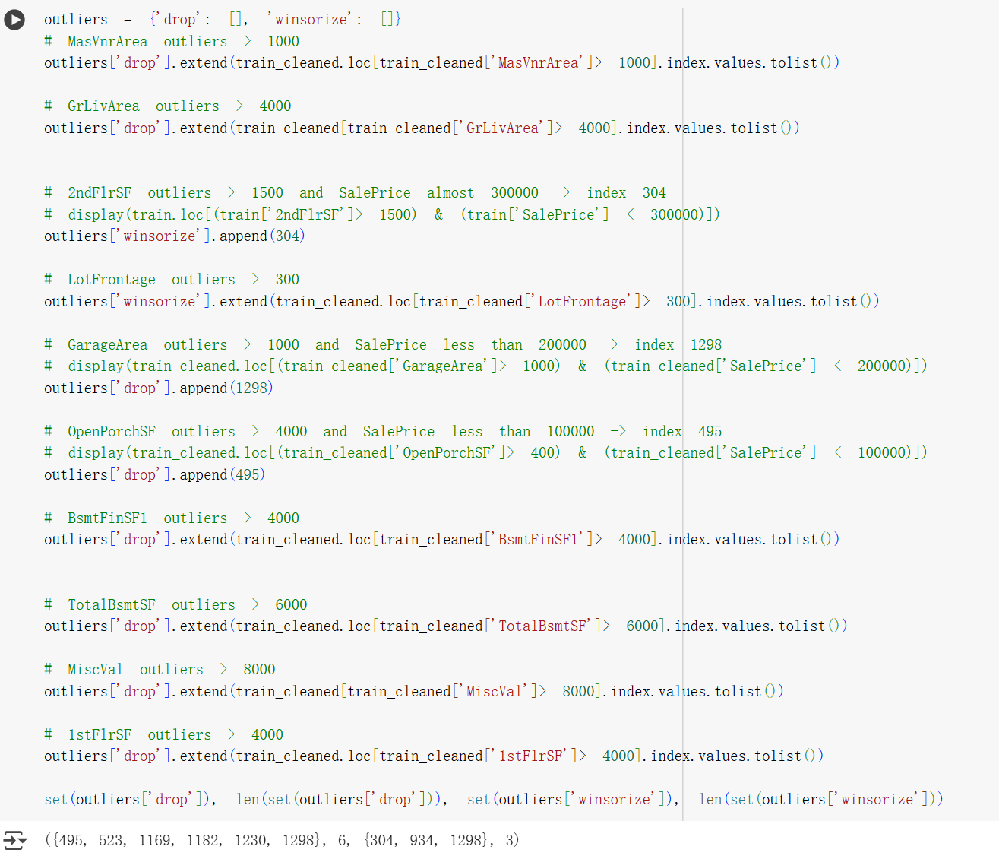 outliers = {'drop': [], 'winsorize': []}
# MasVnrArea outliers > 1000
outliers['drop'].extend(train_cleaned.loc[train_cleaned['MasVnrArea']> 1000].index.values.tolist())
# GrLivArea outliers > 4000
outliers['drop'].extend(train_cleaned[train_cleaned['GrLivArea']> 4000].index.values.tolist())
# 2ndFlrSF outliers > 1500 and SalePrice almost 300000 -> index 304
# display(train.loc[(train['2ndFlrSF']> 1500) & (train['SalePrice'] < 300000)])
outliers['winsorize'].append(304)
# LotFrontage outliers > 300
outliers['winsorize'].extend(train_cleaned.loc[train_cleaned['LotFrontage']> 300].index.values.tolist())
# GarageArea outliers > 1000 and SalePrice less than 200000 -> index 1298
# display(train_cleaned.loc[(train_cleaned['GarageArea']> 1000) & (train_cleaned['SalePrice'] < 200000)])
outliers['drop'].append(1298)
# OpenPorchSF outliers > 4000 and SalePrice less than 100000 -> index 495
# display(train_cleaned.loc[(train_cleaned['OpenPorchSF']> 400) & (train_cleaned['SalePrice'] < 100000)])
outliers['drop'].append(495)
# BsmtFinSF1 outliers > 4000
outliers['drop'].extend(train_cleaned.loc[train_cleaned['BsmtFinSF1']> 4000].index.values.tolist())
# TotalBsmtSF outliers > 6000
outliers['drop'].extend(train_cleaned.loc[train_cleaned['TotalBsmtSF']> 6000].index.values.tolist())
# MiscVal outliers > 8000
outliers['drop'].extend(train_cleaned[train_cleaned['MiscVal']> 8000].index.values.tolist())
# 1stFlrSF outliers > 4000
outliers['drop'].extend(train_cleaned.loc[train_cleaned['1stFlrSF']> 4000].index.values.tolist())
set(outliers['drop']), len(set(outliers['drop'])), set(outliers['winsorize']), len(set(outliers['winsorize']))
({495, 523, 1169, 1182, 1230, 1298}, 6, {304, 934, 1298}, 3)